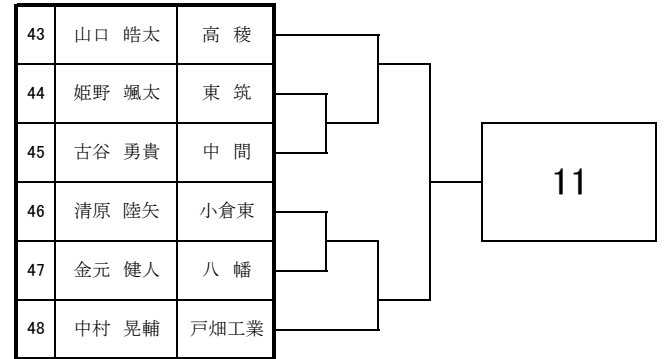 43 山口 皓太 高 稜
44 姫野 颯太 東 筑
45 古谷 勇貴 中 間
46 清原 陸矢 小倉東
47 金元 健人 八 幡
48 中村 晃輔 戸畑工業
11